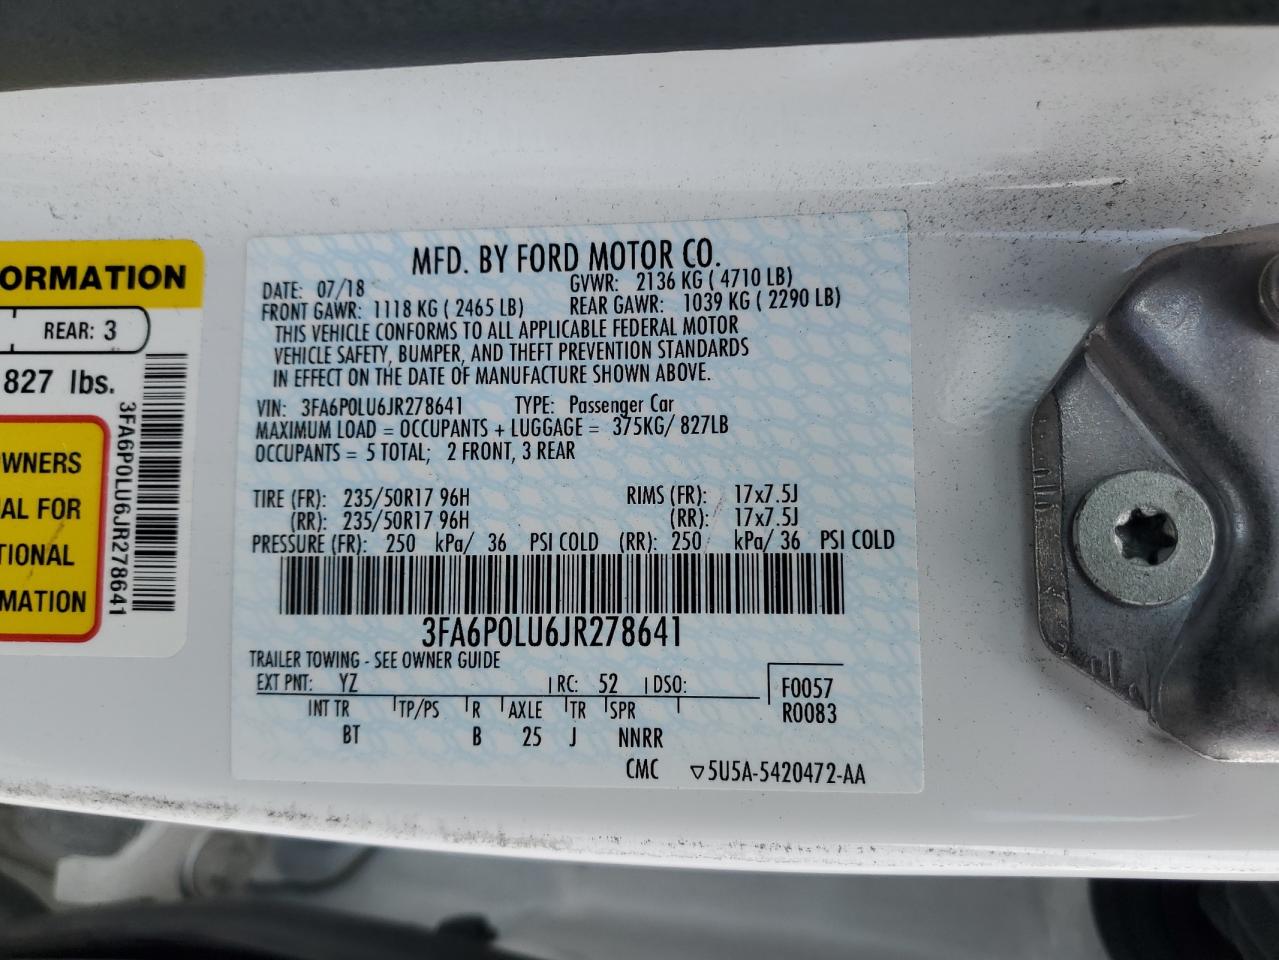 ORMATION
REAR: 3
827 lbs.
WNERS
AL FOR
TIONAL
MATION
3FA6P0LU6JR278641
MFD. BY FORD MOTOR CO.
DATE: 07/18 GVWR: 2136 KG ( 4710 LB)
FRONT GAWR: 1118 KG ( 2465 LB) REAR GAWR: 1039 KG ( 2290 LB)
THIS VEHICLE CONFORMS TO ALL APPLICABLE FEDERAL MOTOR
VEHICLE SAFETY, BUMPER, AND THEFT PREVENTION STANDARDS
IN EFFECT ON THE DATE OF MANUFACTURE SHOWN ABOVE.
VIN: 3FA6P0LU6JR278641 TYPE: Passenger Car
MAXIMUM LOAD = OCCUPANTS + LUGGAGE = 375KG/ 827LB
OCCUPANTS = 5 TOTAL; 2 FRONT, 3 REAR
TIRE (FR): 235/50R17 96H RIMS (FR): 17x7.5J
(RR): 235/50R17 96H (RR): 17x7.5J
PRESSURE (FR): 250 kPa/ 36 PSI COLD (RR): 250 kPa/ 36 PSI COLD
3FA6P0LU6JR278641
TRAILER TOWING - SEE OWNER GUIDE
EXT PNT: YZ RC: 52 DSO: F0057
INT TR TP/PS R AXLE TR SPR R0083
BT B 25 J NNRR
CMC ▽5U5A-5420472-AA